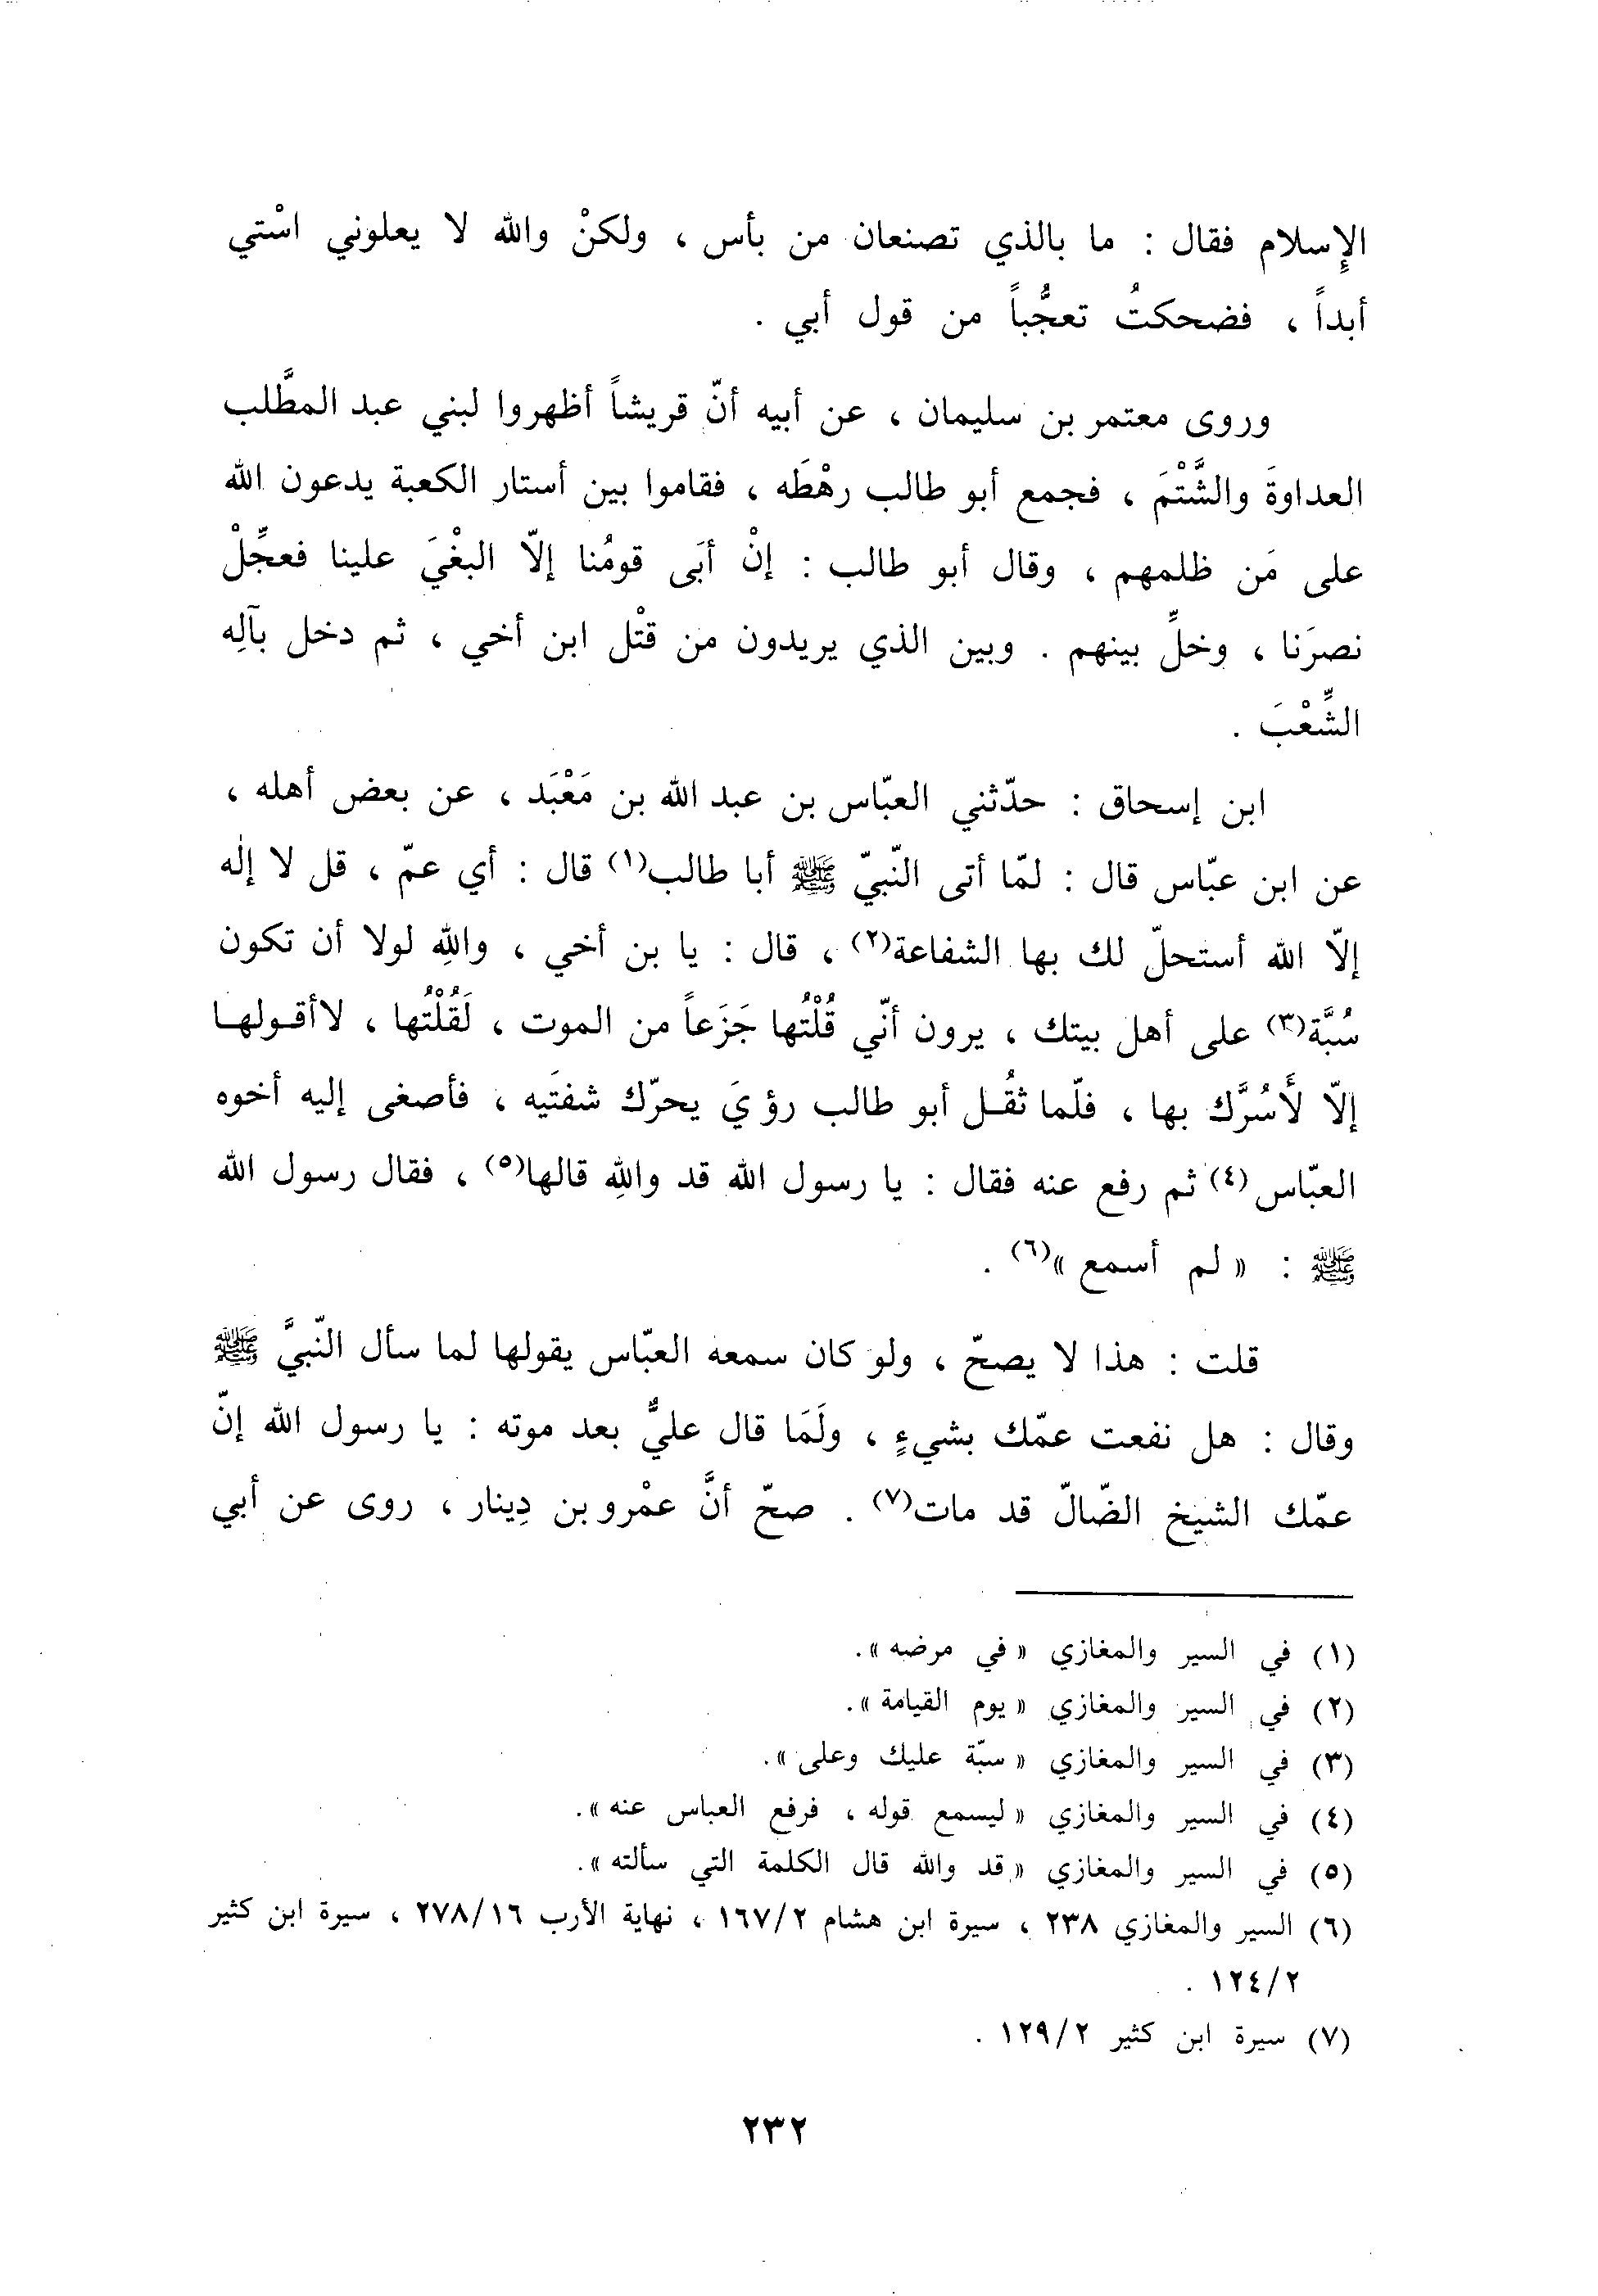 الإِسلام فقال : ما بالذي تصنعان من بأس ، ولكنْ والله لا يعلوني اسْتي
أبداً ، فضحكتُ تعجُّباً من قول أبي .
وروى معتمر بن سليمان ، عن أبيه أنّ قريشاً أظهروا لبني عبد المطَّلب
العداوةَ والشَّتْمَ ، فجمع أبو طالب رهْطَه ، فقاموا بين أستار الكعبة يدعون الله
على مَن ظلمهم ، وقال أبو طالب : إنْ أبَى قومُنا إلاّ البغْيَ علينا فعجِّلْ
نصرَنا ، وخلِّ بينهم . وبين الذي يريدون من قتْل ابن أخي ، ثم دخل بآلِه
الشِّعْبَ .
ابن إسحاق : حدّثني العبّاس بن عبد الله بن مَعْبَد ، عن بعض أهله ،
عن ابن عبّاس قال : لمّا أتى النّبيّ ﷺ أبا طالب(١) قال : أي عمّ ، قل لا إلٰه
إلاّ الله أستحلّ لك بها الشفاعة(٢) ، قال : يا بن أخي ، واللهِ لولا أن تكون
سُبَّة(٣) على أهل بيتك ، يرون أنّي قُلْتُها جَزَعاً من الموت ، لَقُلْتُها ، لاأقولها
إلاّ لأَسُرَّك بها ، فلّما ثقُل أبو طالب رؤيَ يحرّك شفتَيه ، فأصغى إليه أخوه
العبّاس(٤) ثم رفع عنه فقال : يا رسول الله قد واللهِ قالها(٥) ، فقال رسول الله
ﷺ : « لم أسمع »(٦) .
قلت : هذا لا يصحّ ، ولو كان سمعه العبّاس يقولها لما سأل النّبيَّ ﷺ
وقال : هل نفعت عمّك بشيءٍ ، ولَمَا قال عليٌّ بعد موته : يا رسول الله إنّ
عمّك الشيخ الضّالّ قد مات(٧) . صحّ أنَّ عمْرو بن دِينار ، روى عن أبي
(١) في السير والمغازي « في مرضه ».
(٢) في السير والمغازي « يوم القيامة ».
(٣) في السير والمغازي « سبّة عليك وعلى ».
(٤) في السير والمغازي « ليسمع قوله ، فرفع العباس عنه ».
(٥) في السير والمغازي « قد والله قال الكلمة التي سألته ».
(٦) السير والمغازي ٢٣٨ ، سيرة ابن هشام ١٦٧/٢ ، نهاية الأرب ٢٧٨/١٦ ، سيرة ابن كثير
١٢٤/٢ .
(٧) سيرة ابن كثير ١٢٩/٢ .
٢٣٢